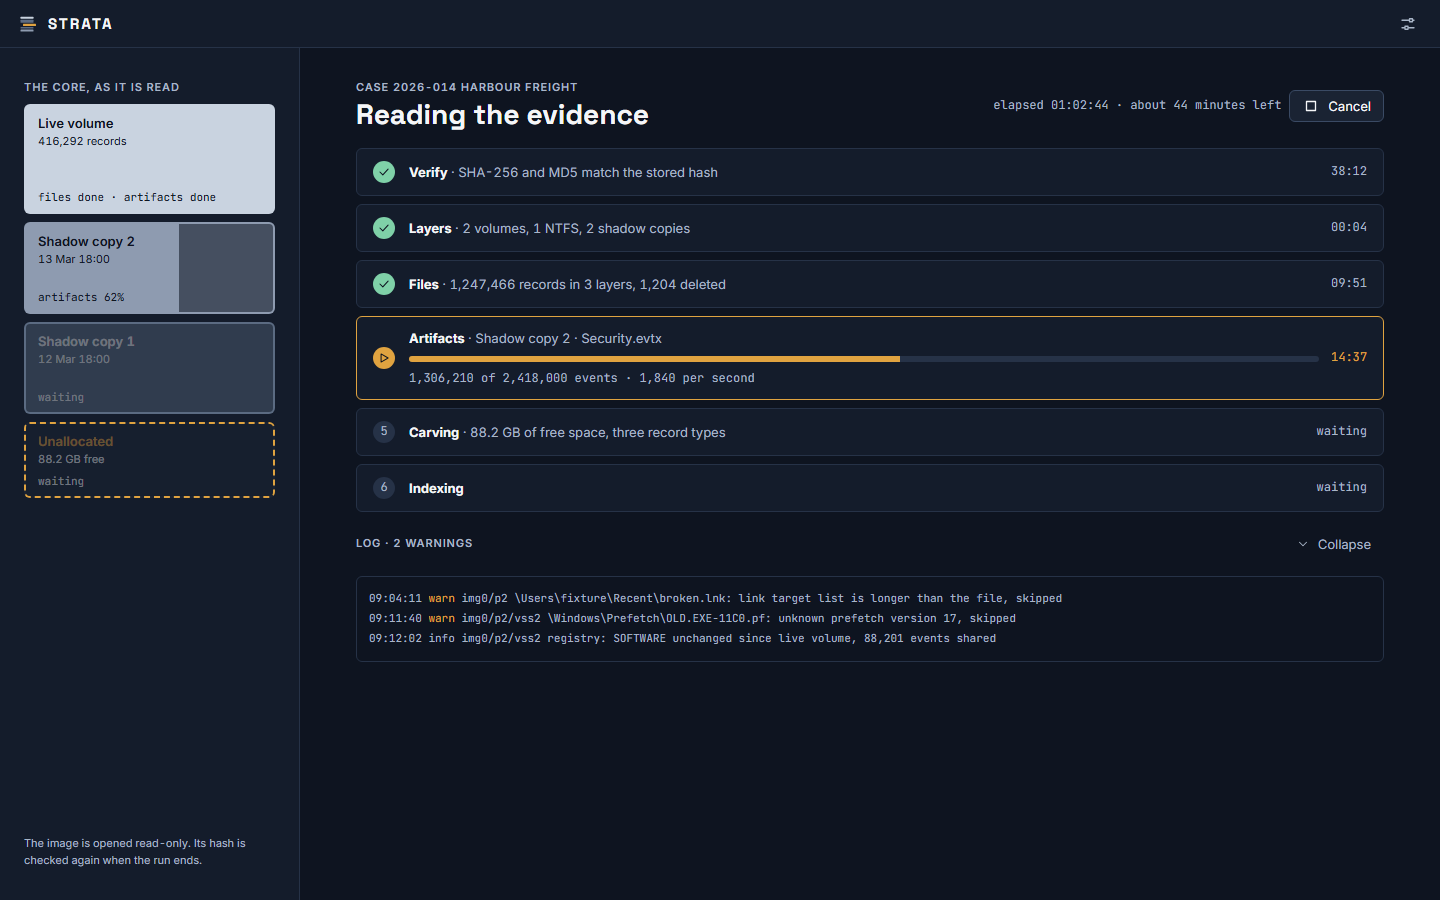 STRATA
THE CORE, AS IT IS READ
Live volume
416,292 records
files done · artifacts done
Shadow copy 2
13 Mar 18:00
artifacts 62%
Shadow copy 1
12 Mar 18:00
waiting
Unallocated
88.2 GB free
waiting
The image is opened read-only. Its hash is
checked again when the run ends.
CASE 2026-014 HARBOUR FREIGHT
Reading the evidence
elapsed 01:02:44 · about 44 minutes left
Cancel
Verify · SHA-256 and MD5 match the stored hash 38:12
Layers · 2 volumes, 1 NTFS, 2 shadow copies 00:04
Files · 1,247,466 records in 3 layers, 1,204 deleted 09:51
Artifacts · Shadow copy 2 · Security.evtx
14:37
1,306,210 of 2,418,000 events · 1,840 per second
5 Carving · 88.2 GB of free space, three record types waiting
6 Indexing waiting
LOG · 2 WARNINGS
Collapse
09:04:11 warn img0/p2 \Users\fixture\Recent\broken.lnk: link target list is longer than the file, skipped
09:11:40 warn img0/p2/vss2 \Windows\Prefetch\OLD.EXE-11C0.pf: unknown prefetch version 17, skipped
09:12:02 info img0/p2/vss2 registry: SOFTWARE unchanged since live volume, 88,201 events shared